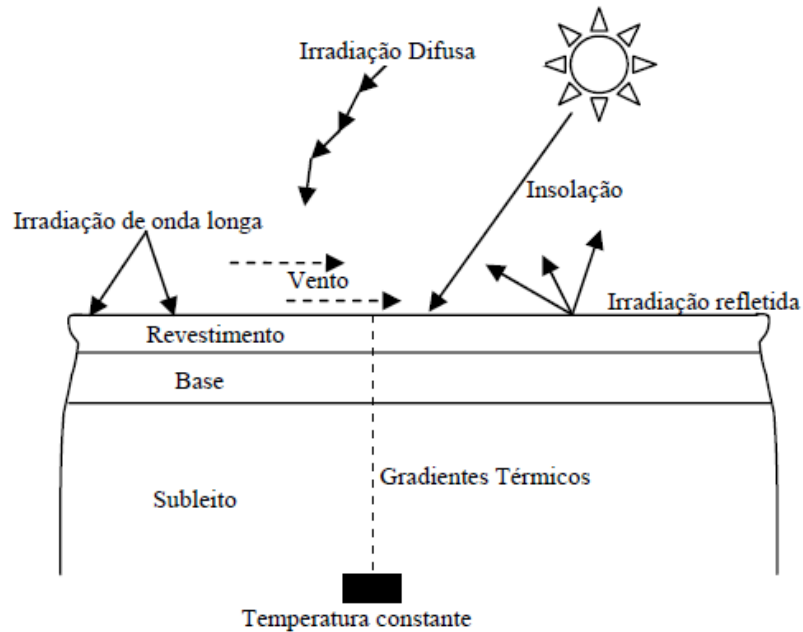 Irradiação Difusa
Insolação
Irradiação de onda longa
Vento
Irradiação refletida
Revestimento
Base
Gradientes Térmicos
Subleito
Temperatura constante